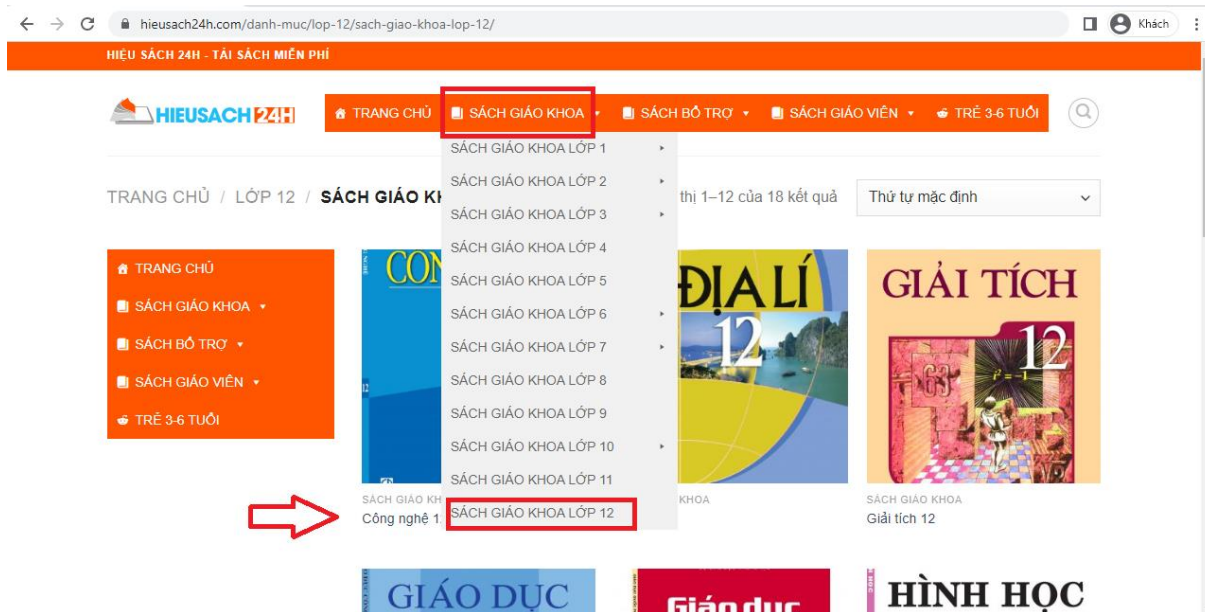 hieusach24h.com/danh-muc/lop-12/sach-giao-khoa-lop-12/
Khách
HIỆU SÁCH 24H - TẢI SÁCH MIỄN PHÍ
HIEUSACH 24H
TRANG CHỦ
SÁCH GIÁO KHOA
SÁCH BỔ TRỢ
SÁCH GIÁO VIÊN
TRẺ 3-6 TUỔI
SÁCH GIÁO KHOA LỚP 1
SÁCH GIÁO KHOA LỚP 2
SÁCH GIÁO KHOA LỚP 3
SÁCH GIÁO KHOA LỚP 4
SÁCH GIÁO KHOA LỚP 5
SÁCH GIÁO KHOA LỚP 6
SÁCH GIÁO KHOA LỚP 7
SÁCH GIÁO KHOA LỚP 8
SÁCH GIÁO KHOA LỚP 9
SÁCH GIÁO KHOA LỚP 10
SÁCH GIÁO KHOA LỚP 11
SÁCH GIÁO KHOA LỚP 12
TRANG CHỦ / LỚP 12 / SÁCH GIÁO
thị 1–12 của 18 kết quả
Thứ tự mặc định
TRANG CHỦ
SÁCH GIÁO KHOA
SÁCH BỔ TRỢ
SÁCH GIÁO VIÊN
TRẺ 3-6 TUỔI
ĐỊA LÍ
12
GIẢI TÍCH
12
SÁCH GIÁO
Công nghệ
KHOA
SÁCH GIÁO KHOA
Giải tích 12
GIÁO DỤC
Giáo dục
HÌNH HỌC